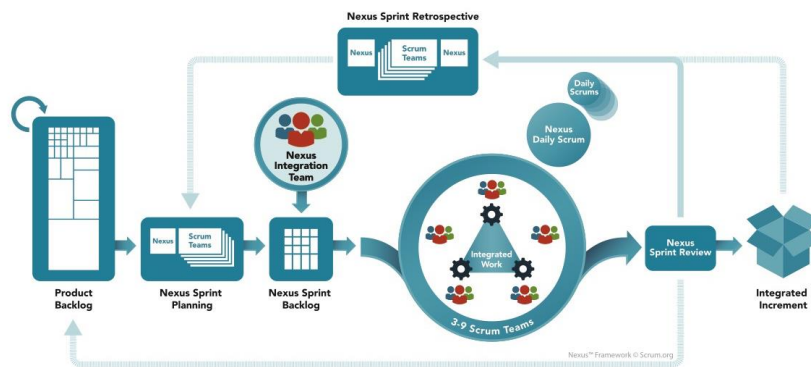 Nexus Sprint Retrospective
Nexus
Scrum
Teams
Nexus
Daily
Scrums
Nexus
Daily Scrum
Nexus
Integration
Team
Nexus
Scrum
Teams
Integrated
Work
Nexus
Sprint Review
Product
Backlog
Nexus Sprint
Planning
Nexus Sprint
Backlog
3-9 Scrum Teams
Integrated
Increment
Nexus™ Framework © Scrum.org